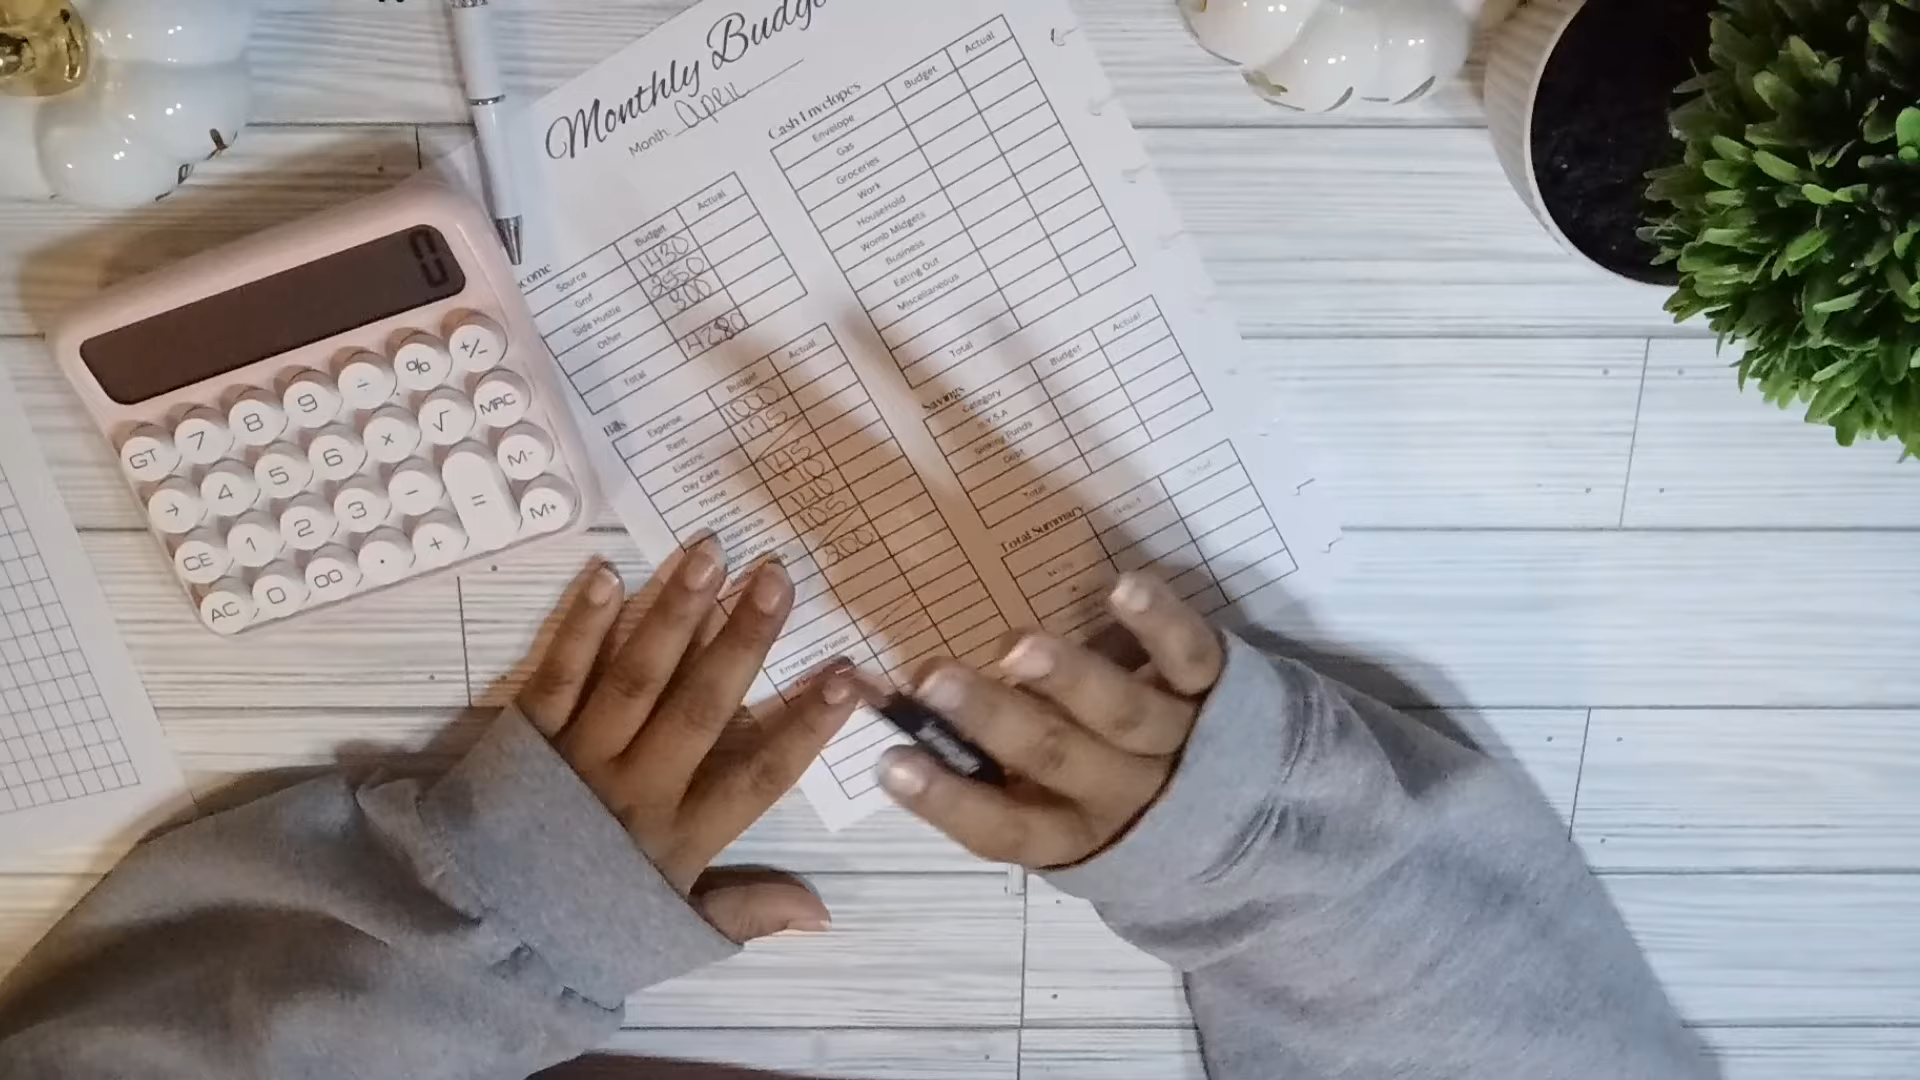 Monthly Budge
Month: April
Source Budget Actual
Gmf 1430
Side Hustle 2550
Other 300
Total 4280
Bills
Expense Budget Actual
Rent 1000
Electric 175
Day Care
Phone 145
Internet
Insurance 140
105
300
Emergency Funds
Cash Envelopes
Envelope Budget Actual
Gas
Groceries
Work
HouseHold
Womb Midgets
Business
Eating Out
Miscellaneous
Total
Savings
Category Budget Actual
Sinking Funds
Debt
Total
Total Summary
0
GT 7 8 9 ÷ % +/-
→ 4 5 6 x √ MRC
CE 1 2 3 - = M-
AC 0 00 . + M+